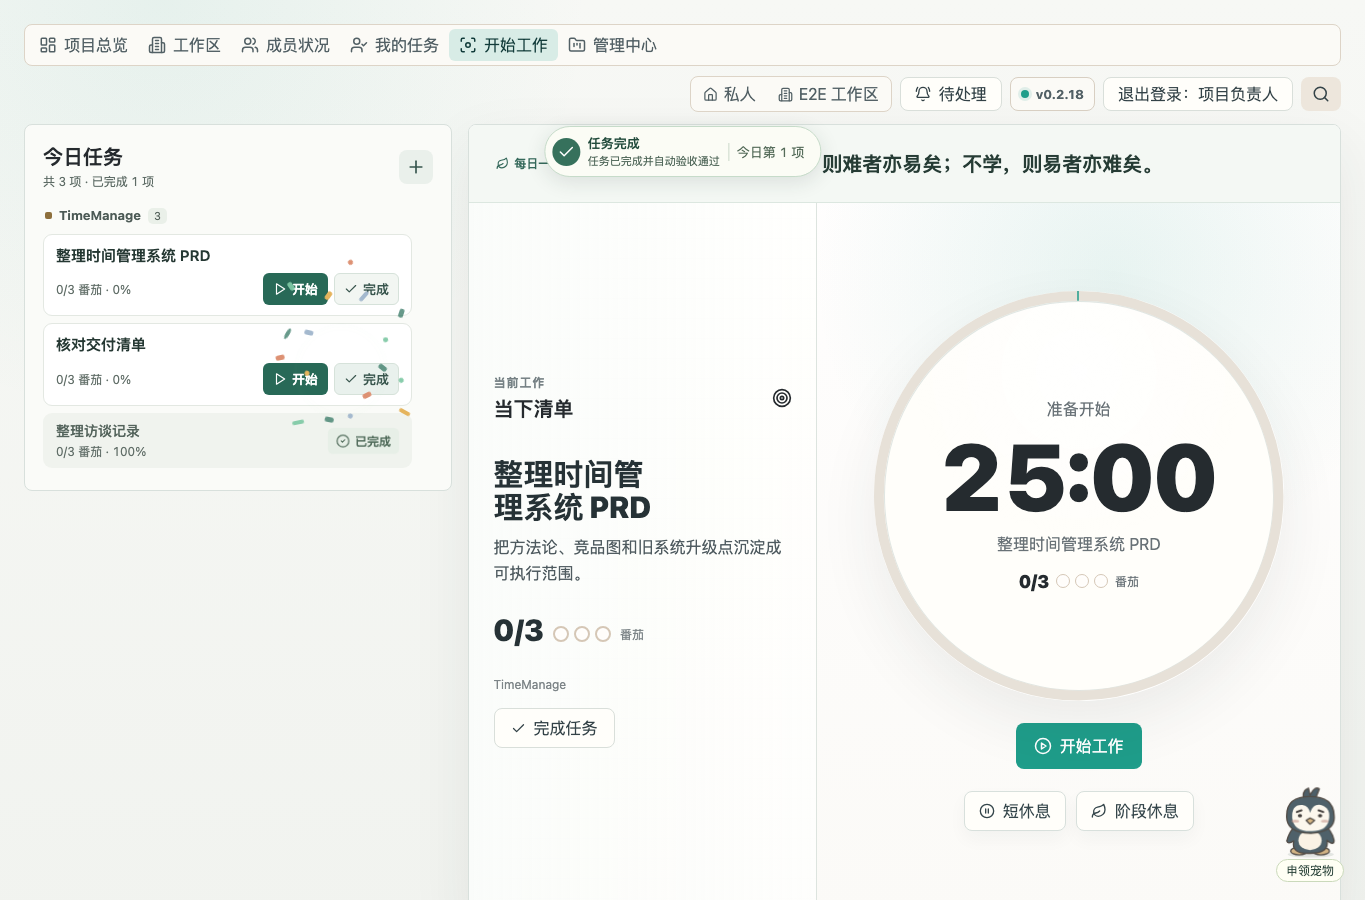 项目总览 工作区 成员状况 我的任务 开始工作 管理中心
私人 E2E 工作区 待处理 v0.2.18 退出登录：项目负责人
今日任务
共 3 项 · 已完成 1 项
TimeManage 3
整理时间管理系统 PRD
0/3 番茄 · 0% 开始 完成
核对交付清单
0/3 番茄 · 0% 开始 完成
整理访谈记录
0/3 番茄 · 100% 已完成
每日一
任务完成
任务已完成并自动验收通过 今日第 1 项
则难者亦易矣；不学，则易者亦难矣。
当前工作
当下清单
整理时间管
理系统 PRD
把方法论、竞品图和旧系统升级点沉淀成
可执行范围。
0/3 番茄
TimeManage
完成任务
准备开始
25:00
整理时间管理系统 PRD
0/3 番茄
开始工作
短休息 阶段休息
申领宠物